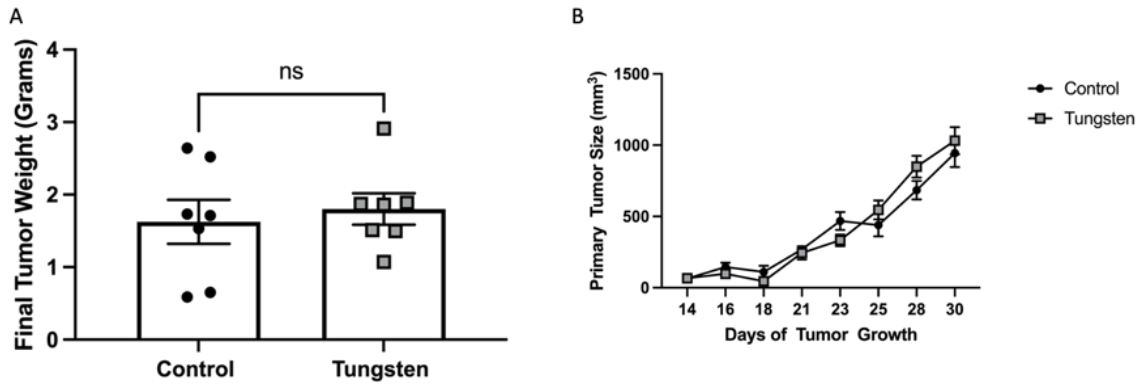 A
Final Tumor Weight (Grams)
4
3
2
1
0
ns
Control
Tungsten
B
Primary Tumor Size (mm³)
1500
1000
500
0
14 16 18 21 23 25 28 30
Days of Tumor Growth
Control
Tungsten